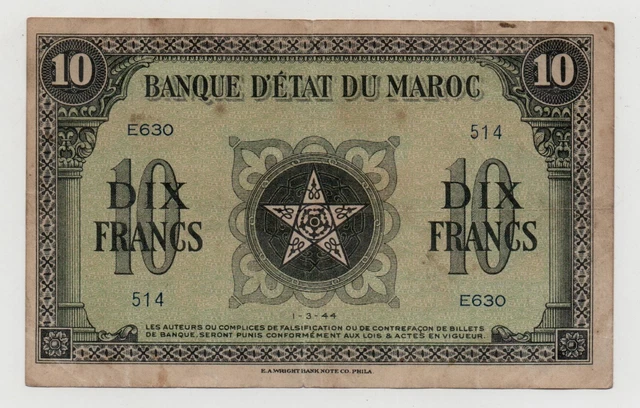 10 10
BANQUE D'ÉTAT DU MAROC
E630 514
10 10
DIX DIX
FRANCS FRANCS
514 E630
1-3-44
LES AUTEURS OU COMPLICES DE FALSIFICATION OU DE CONTREFAÇON DE BILLETS
DE BANQUE, SERONT PUNIS CONFORMÉMENT AUX LOIS & ACTES EN VIGUEUR.
E.A.WRIGHT BANK NOTE CO. PHILA.